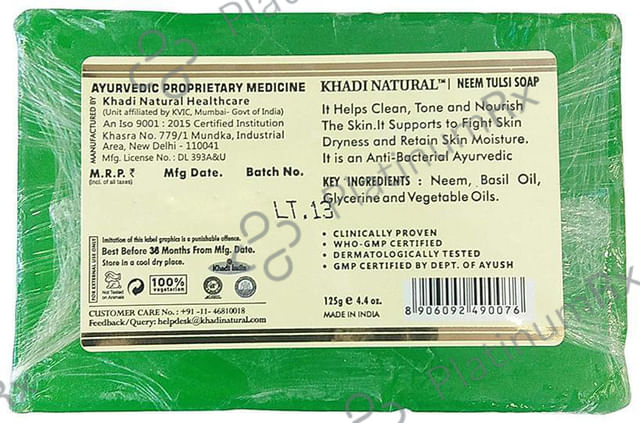 AYURVEDIC PROPRIETARY MEDICINE
MANUFACTURED BY
Khadi Natural Healthcare
(Unit affiliated by KVIC, Mumbai- Govt of India)
An Iso 9001 : 2015 Certified Institution
Khasra No. 779/1 Mundka, Industrial
Area, New Delhi - 110041
Mfg. License No.: DL 393A&U
M.R.P. ₹ Mfg Date. Batch No.
(Incl. of all taxes)
LT.13
FOR EXTERNAL USE ONLY
Imitation of this label graphics is a punishable offence.
Best Before 36 Months From Mfg. Date.
Store in a cool dry place.
Khadi India
Not Tested
on Animals
100%
vegetarian
CUSTOMER CARE No. : +91 -11- 46810018
Feedback/Query: helpdesk@khadinatural.com
KHADI NATURAL™| NEEM TULSI SOAP
It Helps Clean, Tone and Nourish
The Skin.It Supports to Fight Skin
Dryness and Retain Skin Moisture.
It is an Anti-Bacterial Ayurvedic
KEY INGREDIENTS : Neem, Basil Oil,
Glycerine and Vegetable Oils.
• CLINICALLY PROVEN
• WHO-GMP CERTIFIED
• DERMATOLOGICALLY TESTED
• GMP CERTIFIED BY DEPT. OF AYUSH
125g e 4.4 oz.
MADE IN INDIA
8 906092 490076
PlatinumRx
PlatinumRx